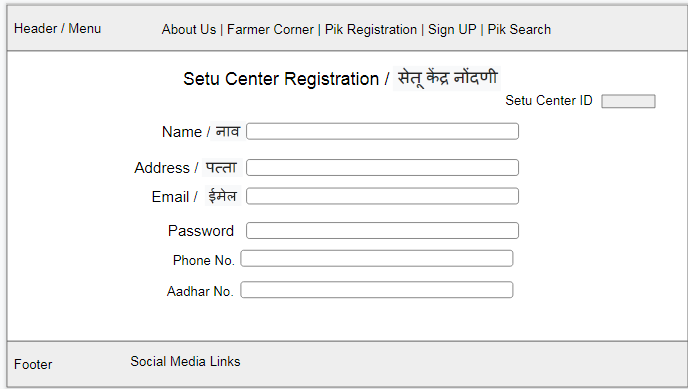 Header / Menu About Us | Farmer Corner | Pik Registration | Sign UP | Pik Search
Setu Center Registration / सेतू केंद्र नोंदणी
Setu Center ID
Name / नाव
Address / पत्ता
Email / ईमेल
Password
Phone No.
Aadhar No.
Footer Social Media Links